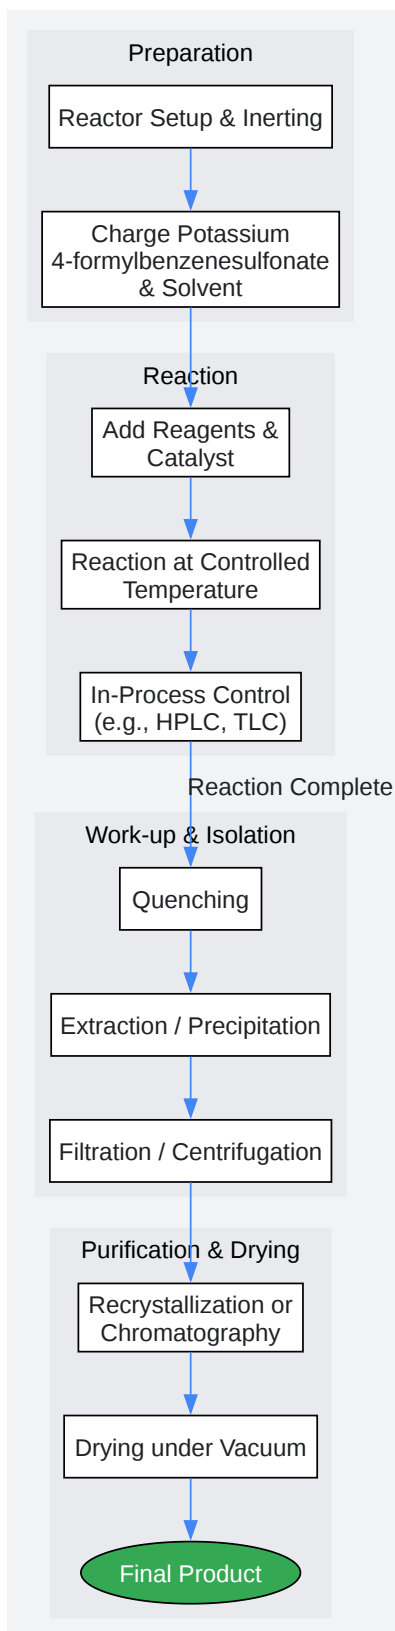 Preparation
Reactor Setup & Inerting
Charge Potassium
4-formylbenzenesulfonate
& Solvent
Reaction
Add Reagents &
Catalyst
Reaction at Controlled
Temperature
In-Process Control
(e.g., HPLC, TLC)
Reaction Complete
Work-up & Isolation
Quenching
Extraction / Precipitation
Filtration / Centrifugation
Purification & Drying
Recrystallization or
Chromatography
Drying under Vacuum
Final Product